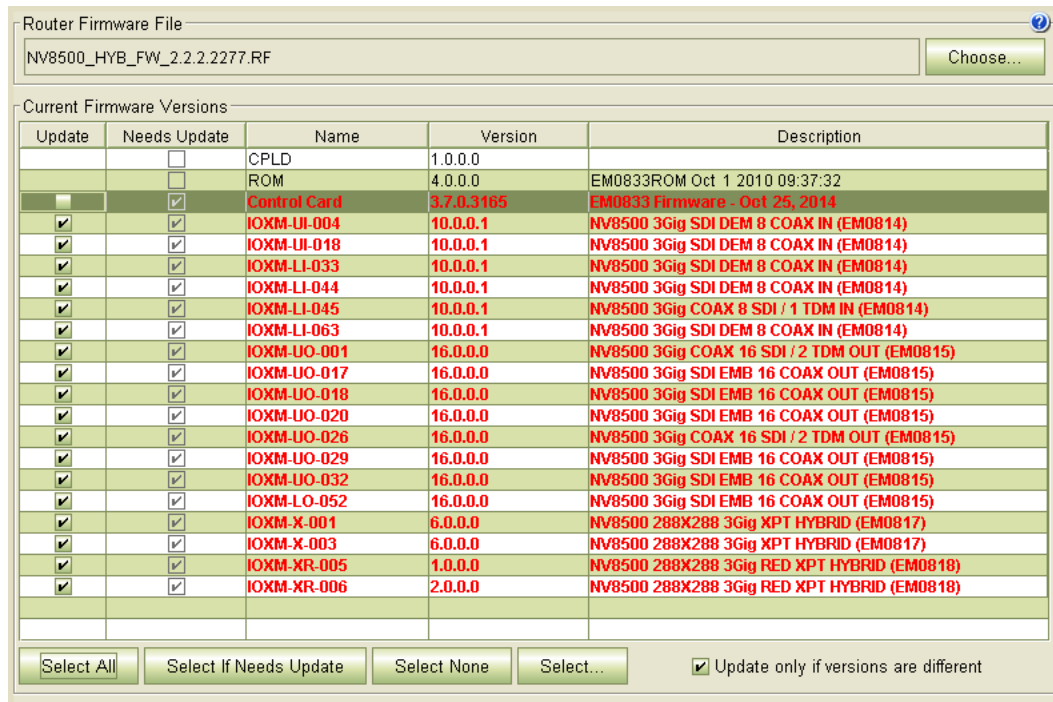 Router Firmware File
NV8500_HYB_FW_2.2.2.2277.RF
Choose...
Current Firmware Versions
Update Needs Update Name Version Description
CPLD 1.0.0.0
ROM 4.0.0.0 EM0833ROM Oct 1 2010 09:37:32
Control Card 3.7.0.3165 EM0833 Firmware - Oct 25, 2014
IOXM-UI-004 10.0.0.1 NV8500 3Gig SDI DEM 8 COAX IN (EM0814)
IOXM-UI-018 10.0.0.1 NV8500 3Gig SDI DEM 8 COAX IN (EM0814)
IOXM-LI-033 10.0.0.1 NV8500 3Gig SDI DEM 8 COAX IN (EM0814)
IOXM-LI-044 10.0.0.1 NV8500 3Gig SDI DEM 8 COAX IN (EM0814)
IOXM-LI-045 10.0.0.1 NV8500 3Gig COAX 8 SDI / 1 TDM IN (EM0814)
IOXM-LI-063 10.0.0.1 NV8500 3Gig SDI DEM 8 COAX IN (EM0814)
IOXM-UO-001 16.0.0.0 NV8500 3Gig COAX 16 SDI / 2 TDM OUT (EM0815)
IOXM-UO-017 16.0.0.0 NV8500 3Gig SDI EMB 16 COAX OUT (EM0815)
IOXM-UO-018 16.0.0.0 NV8500 3Gig SDI EMB 16 COAX OUT (EM0815)
IOXM-UO-020 16.0.0.0 NV8500 3Gig SDI EMB 16 COAX OUT (EM0815)
IOXM-UO-026 16.0.0.0 NV8500 3Gig COAX 16 SDI / 2 TDM OUT (EM0815)
IOXM-UO-029 16.0.0.0 NV8500 3Gig SDI EMB 16 COAX OUT (EM0815)
IOXM-UO-032 16.0.0.0 NV8500 3Gig SDI EMB 16 COAX OUT (EM0815)
IOXM-LO-052 16.0.0.0 NV8500 3Gig SDI EMB 16 COAX OUT (EM0815)
IOXM-X-001 6.0.0.0 NV8500 288X288 3Gig XPT HYBRID (EM0817)
IOXM-X-003 6.0.0.0 NV8500 288X288 3Gig XPT HYBRID (EM0817)
IOXM-XR-005 1.0.0.0 NV8500 288X288 3Gig RED XPT HYBRID (EM0818)
IOXM-XR-006 2.0.0.0 NV8500 288X288 3Gig RED XPT HYBRID (EM0818)
Select All Select If Needs Update Select None Select... Update only if versions are different